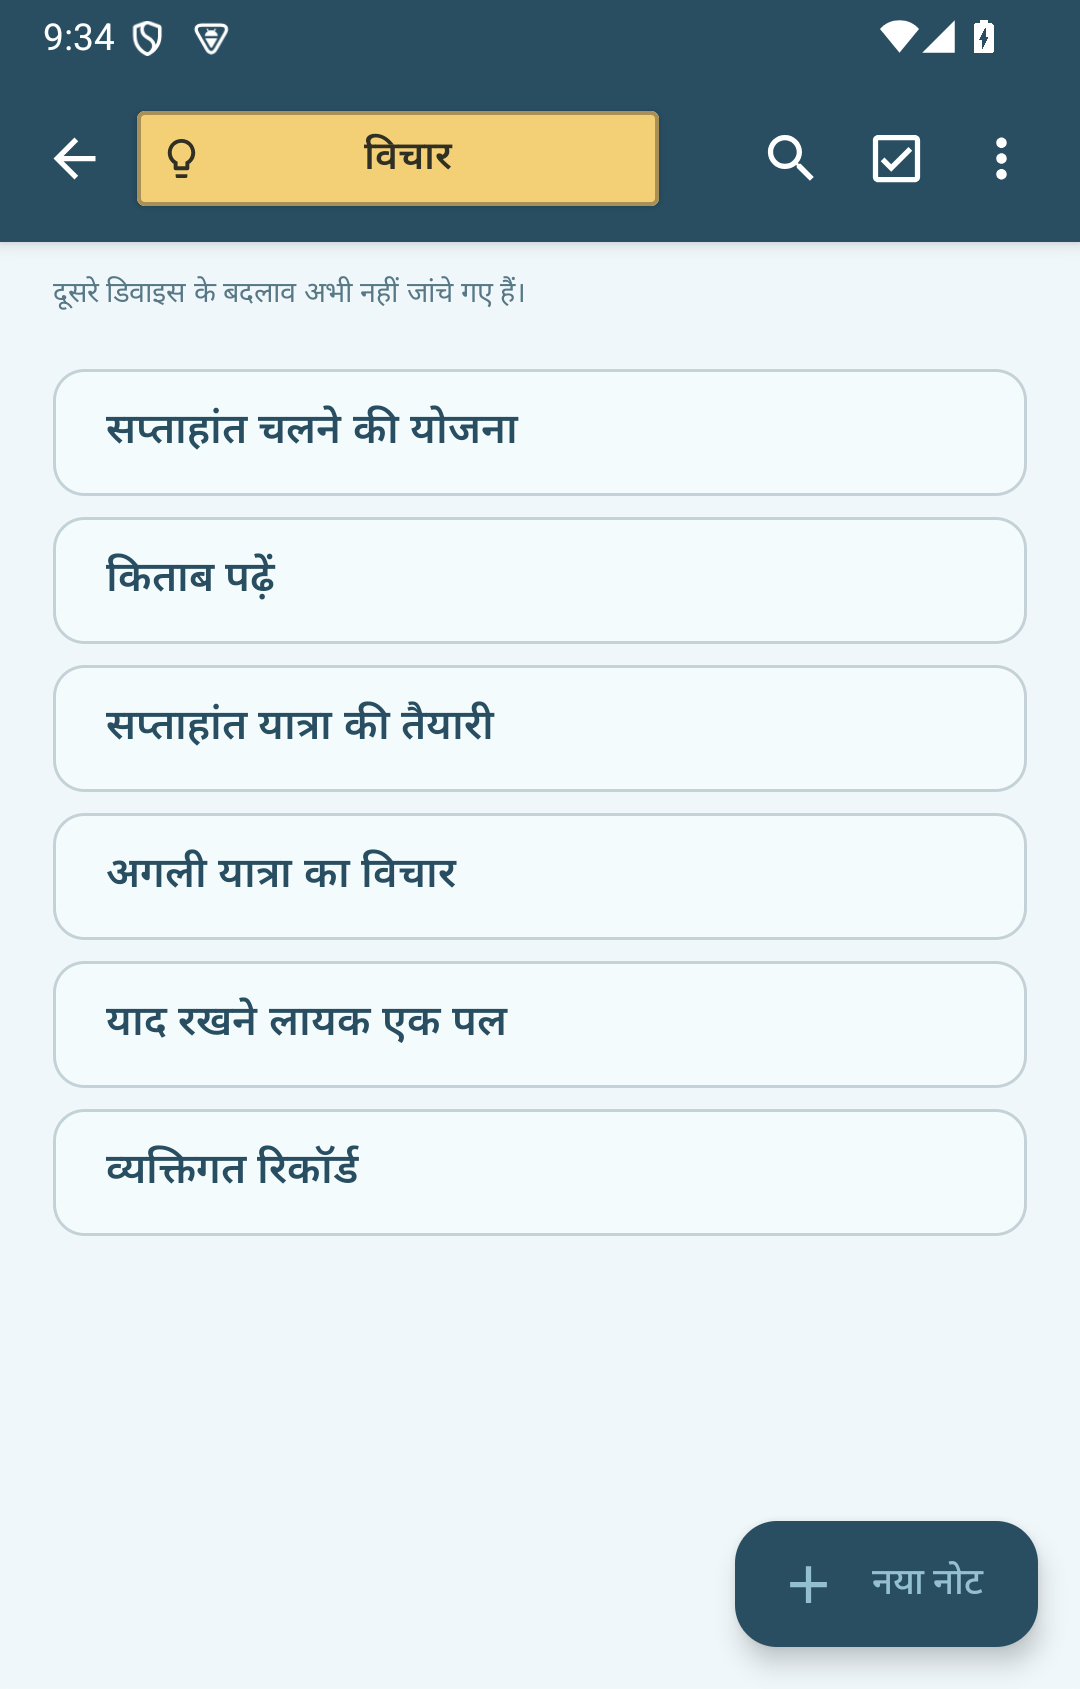 9:34
विचार
दूसरे डिवाइस के बदलाव अभी नहीं जांचे गए हैं।
सप्ताहांत चलने की योजना
किताब पढ़ें
सप्ताहांत यात्रा की तैयारी
अगली यात्रा का विचार
याद रखने लायक एक पल
व्यक्तिगत रिकॉर्ड
नया नोट